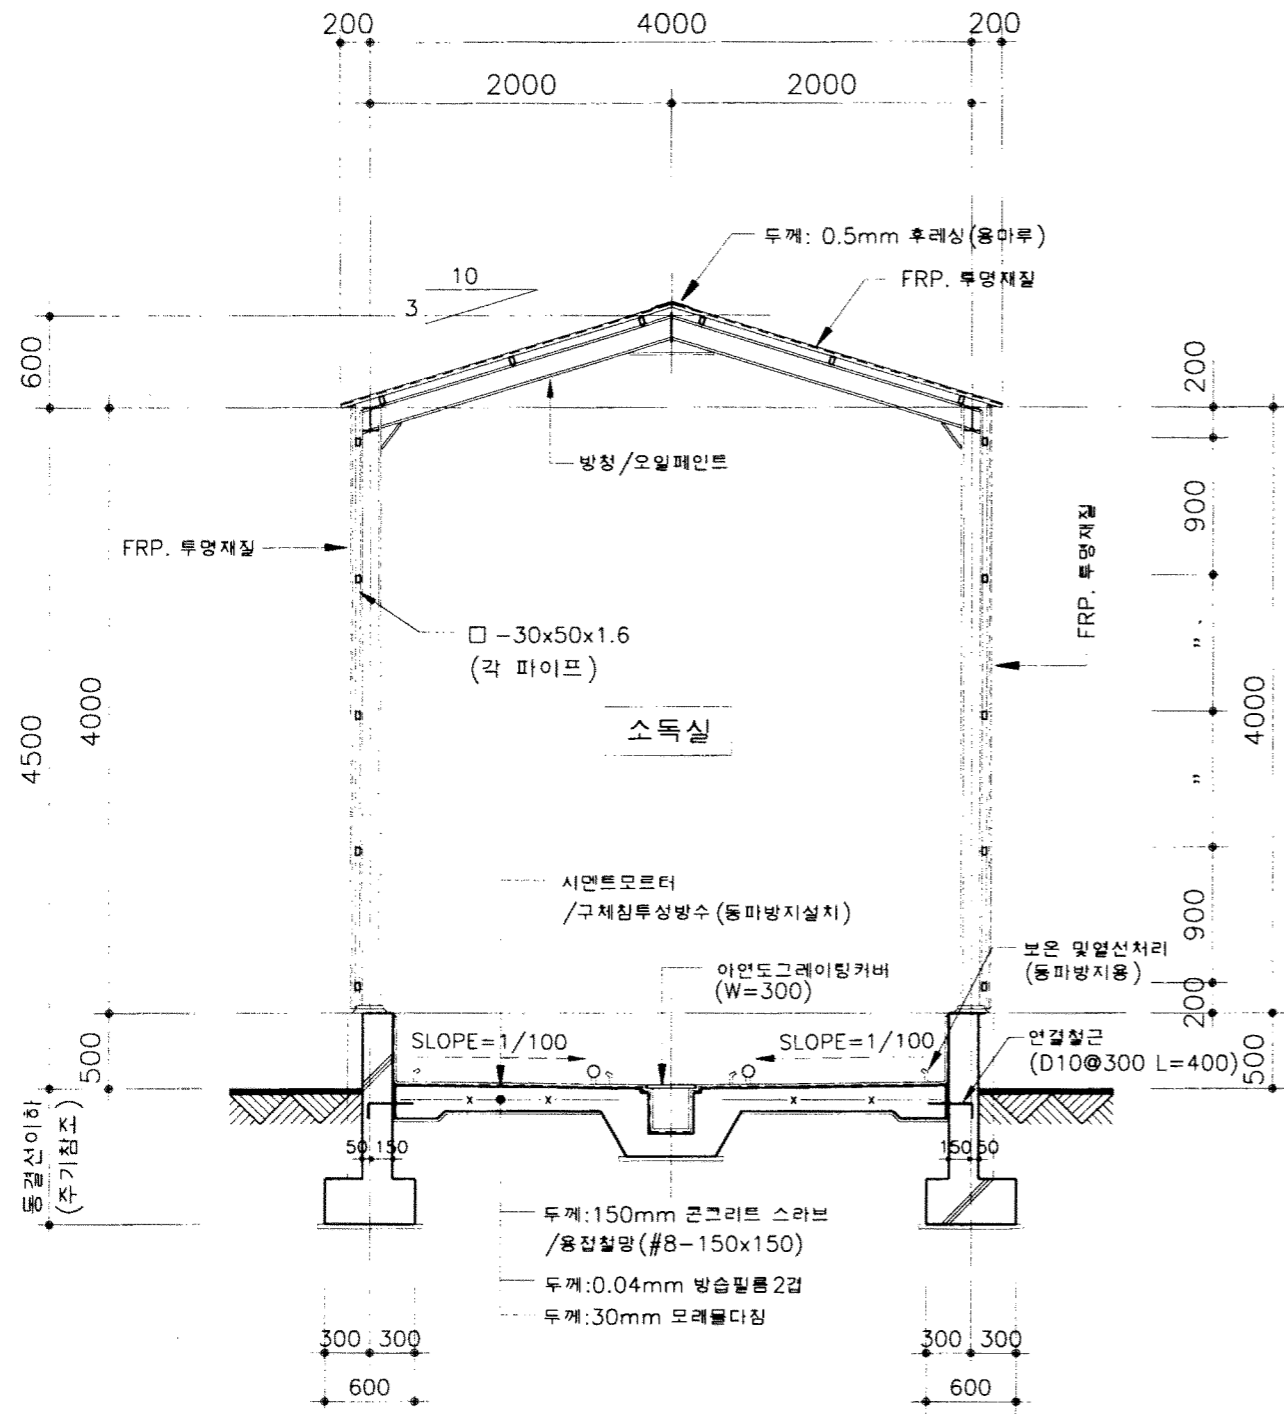 200 4000 200
2000 2000
두께: 0.5mm 후레싱(용마루)
FRP. 투명재질
10
3
600
200
방청/오일페인트
FRP. 투명재질
900
FRP. 투명재질
□ -30x50x1.6
(각 파이프)
"
4500
4000
소독실
4000
"
시멘트모르터
/구체침투성방수(동파방지설치)
900
아연도그레이팅커버
(W=300)
보온 및열선처리
(동파방지용)
200
500
SLOPE=1/100
SLOPE=1/100
연결철근
(D10@300 L=400)
500
동결선이하
(주기참조)
50 150
150 50
두께:150mm 콘크리트 스라브
/용접철망(#8-150x150)
두께:0.04mm 방습필름2겹
두께:30mm 모래물다짐
300 300
300 300
600
600